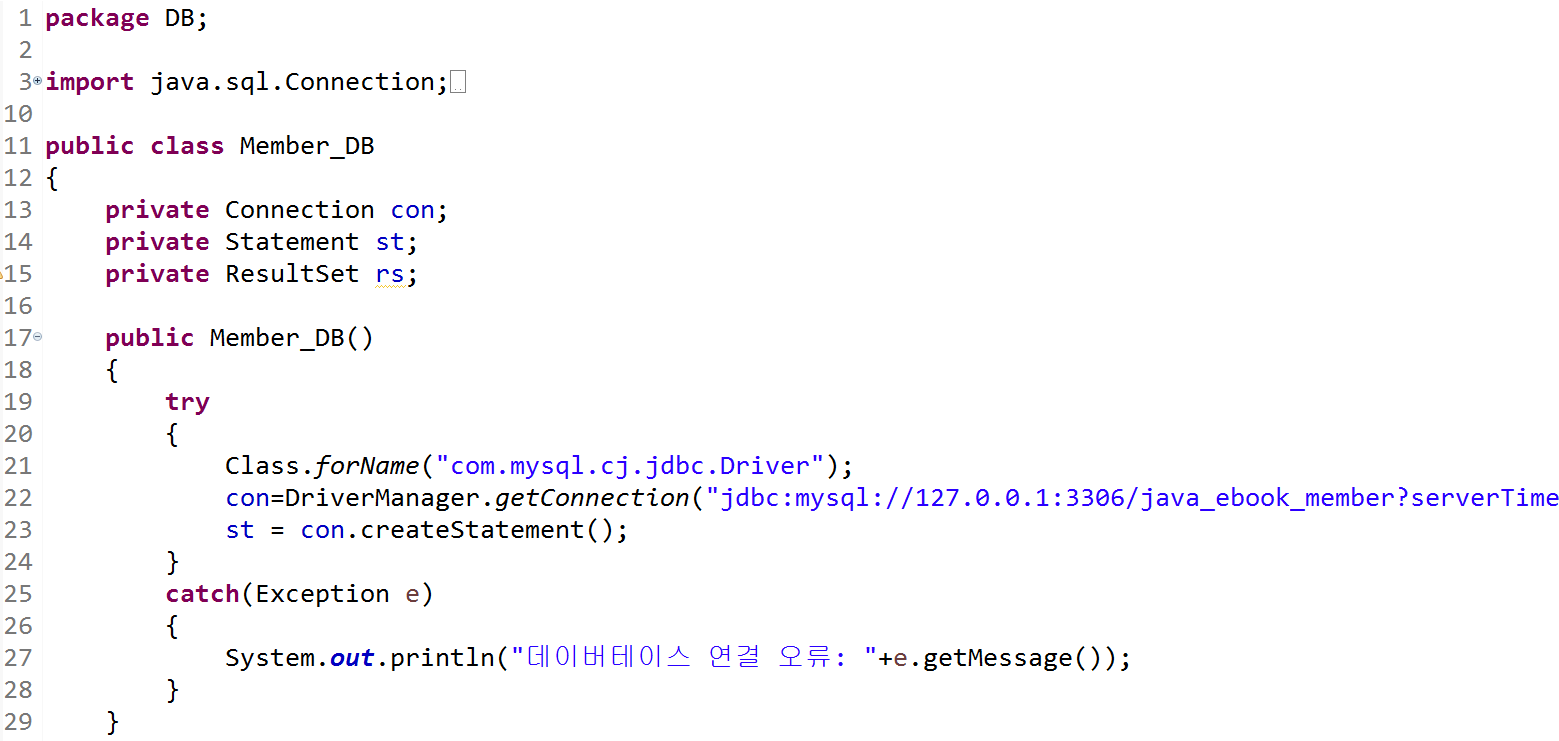 1 package DB;
2
3 import java.sql.Connection;
10
11 public class Member_DB
12 {
13 private Connection con;
14 private Statement st;
15 private ResultSet rs;
16
17 public Member_DB()
18 {
19 try
20 {
21 Class.forName("com.mysql.cj.jdbc.Driver");
22 con=DriverManager.getConnection("jdbc:mysql://127.0.0.1:3306/java_ebook_member?serverTime
23 st = con.createStatement();
24 }
25 catch(Exception e)
26 {
27 System.out.println("데이버테이스 연결 오류: "+e.getMessage());
28 }
29 }